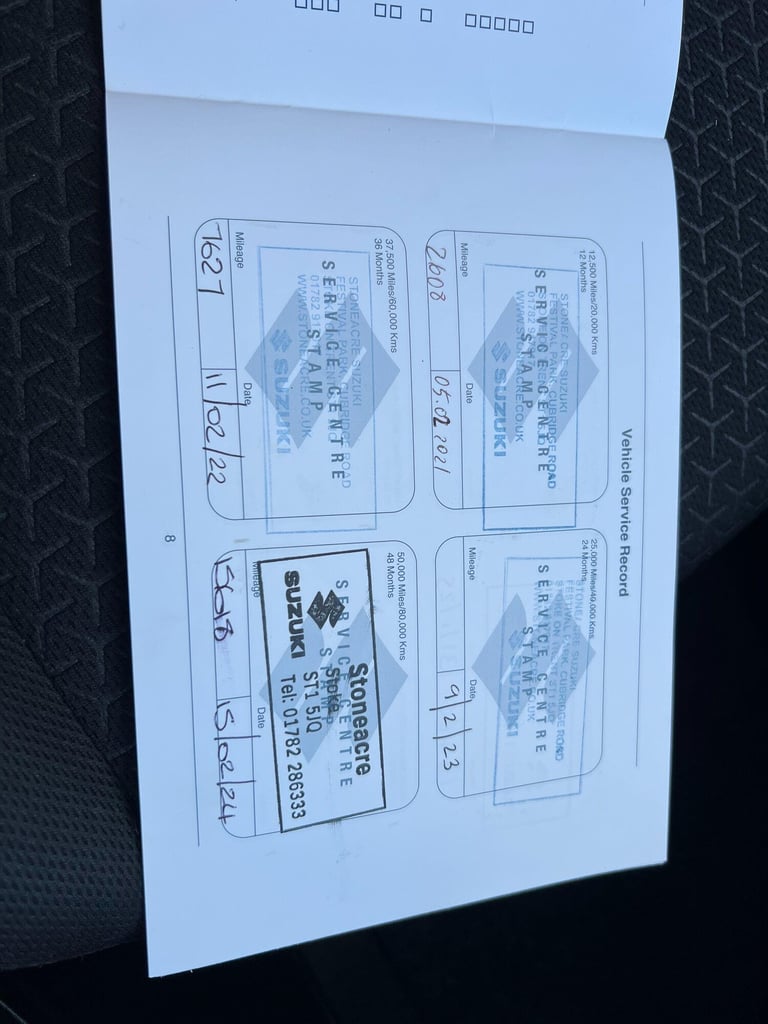 Vehicle Service Record
12,500 Miles/20,000 Kms
12 Months
STONEACRE SUZUKI
FESTIVAL PARK, CUBRIDGE ROAD
WWW.STONEACRE.CO.UK
SUZUKI
SERVICE CENTRE
STAMP
Mileage
Date
2608
05.02.2021
25,000 Miles/40,000 Kms
24 Months
STONEACRE SUZUKI
FESTIVAL PARK, CUBRIDGE ROAD
SUZUKI
SERVICE CENTRE
STAMP
Mileage
Date
9/2/23
37,500 Miles/60,000 Kms
36 Months
STONEACRE SUZUKI
FESTIVAL PARK, CUBRIDGE ROAD
WWW.STONEACRE.CO.UK
SUZUKI
SERVICE CENTRE
STAMP
Mileage
Date
7627
11/02/22
50,000 Miles/80,000 Kms
48 Months
SERVICE CENTRE
STAMP
Stoneacre
Stoke
ST1 5JQ
Tel: 01782 286333
SUZUKI
Mileage
Date
15/02/24
8